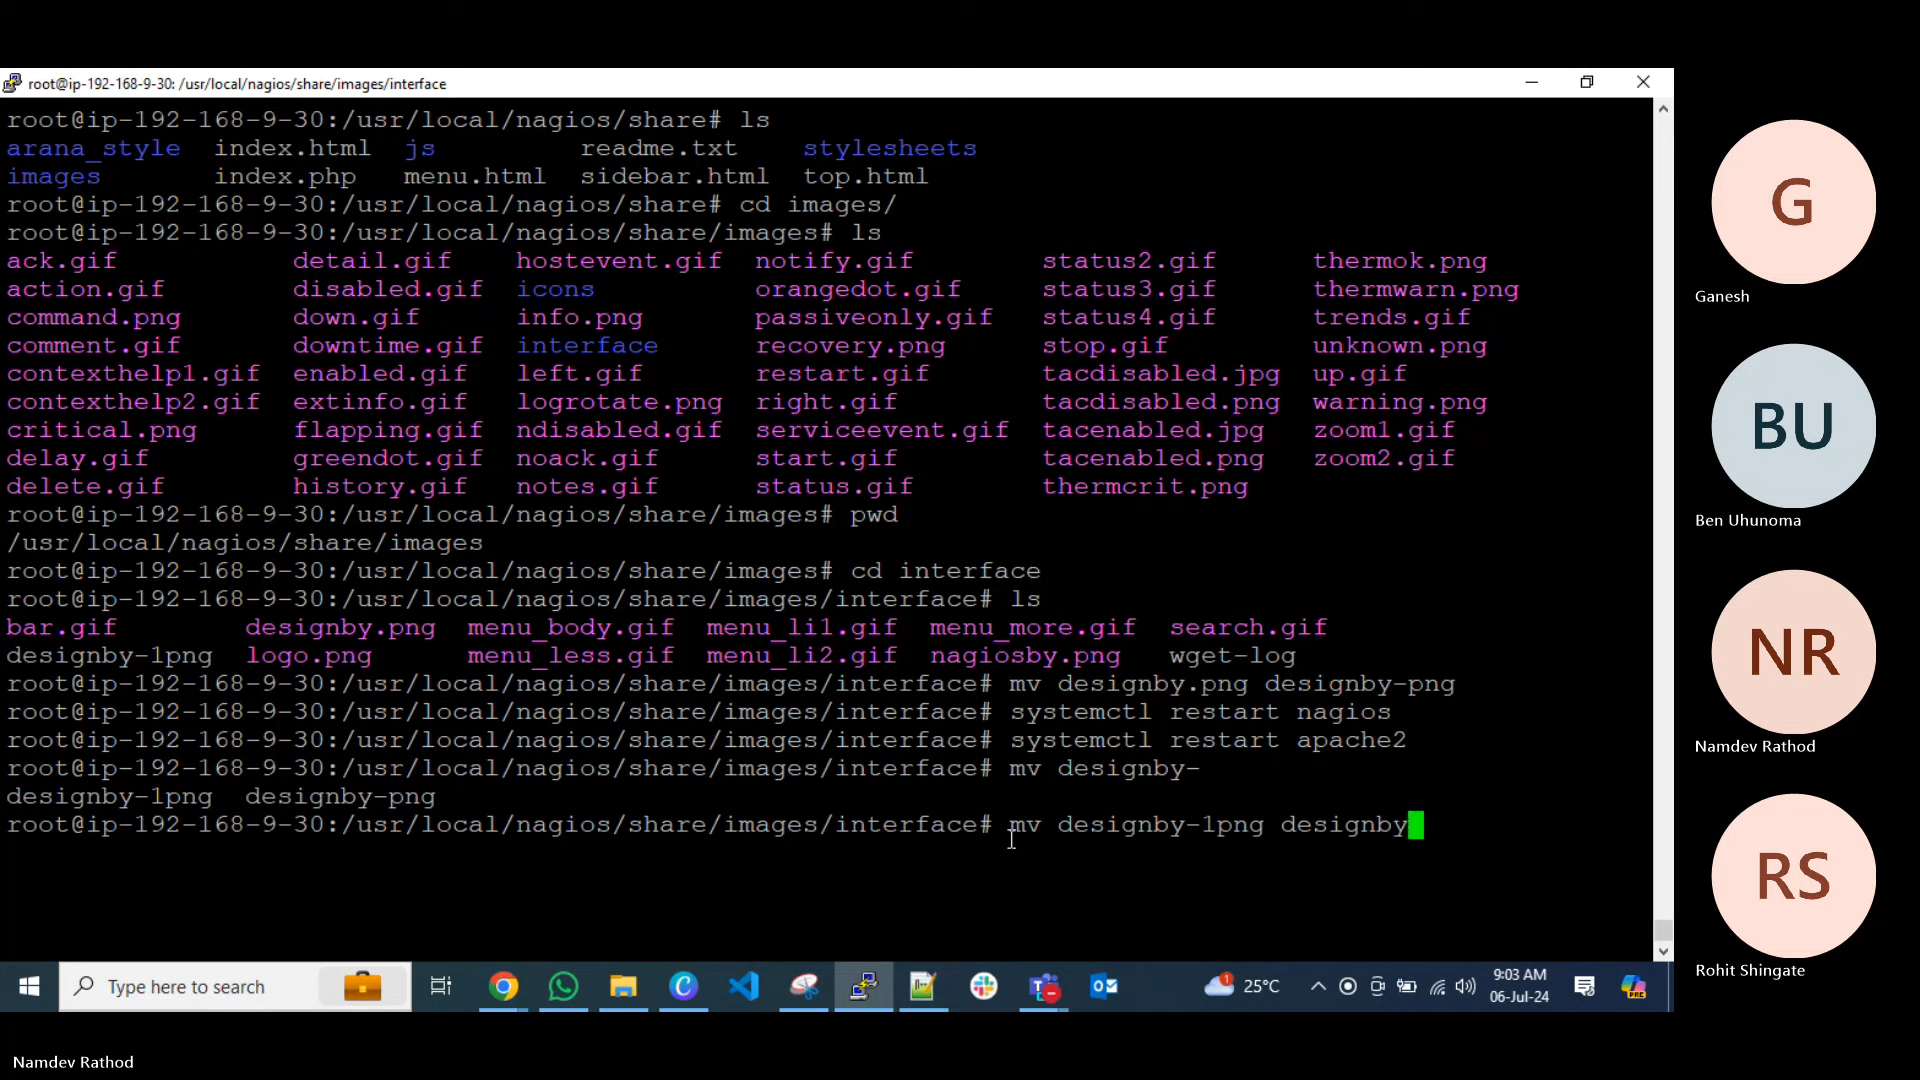 root@ip-192-168-9-30: /usr/local/nagios/share/images/interface
root@ip-192-168-9-30:/usr/local/nagios/share# ls
arana_style index.html js readme.txt stylesheets
images index.php menu.html sidebar.html top.html
root@ip-192-168-9-30:/usr/local/nagios/share# cd images/
root@ip-192-168-9-30:/usr/local/nagios/share/images# ls
ack.gif detail.gif hostevent.gif notify.gif status2.gif thermok.png
action.gif disabled.gif icons orangedot.gif status3.gif thermwarn.png
command.png down.gif info.png passiveonly.gif status4.gif trends.gif
comment.gif downtime.gif interface recovery.png stop.gif unknown.png
contexthelp1.gif enabled.gif left.gif restart.gif tacdisabled.jpg up.gif
contexthelp2.gif extinfo.gif logrotate.png right.gif tacdisabled.png warning.png
critical.png flapping.gif ndisabled.gif serviceevent.gif tacenabled.jpg zoom1.gif
delay.gif greendot.gif noack.gif start.gif tacenabled.png zoom2.gif
delete.gif history.gif notes.gif status.gif thermcrit.png
root@ip-192-168-9-30:/usr/local/nagios/share/images# pwd
/usr/local/nagios/share/images
root@ip-192-168-9-30:/usr/local/nagios/share/images# cd interface
root@ip-192-168-9-30:/usr/local/nagios/share/images/interface# ls
bar.gif designby.png menu_body.gif menu_li1.gif menu_more.gif search.gif
designby-1png logo.png menu_less.gif menu_li2.gif nagiosby.png wget-log
root@ip-192-168-9-30:/usr/local/nagios/share/images/interface# mv designby.png designby-png
root@ip-192-168-9-30:/usr/local/nagios/share/images/interface# systemctl restart nagios
root@ip-192-168-9-30:/usr/local/nagios/share/images/interface# systemctl restart apache2
root@ip-192-168-9-30:/usr/local/nagios/share/images/interface# mv designby-
designby-1png designby-png
root@ip-192-168-9-30:/usr/local/nagios/share/images/interface# mv designby-1png designby
G
Ganesh
BU
Ben Uhunoma
NR
Namdev Rathod
RS
Rohit Shingate
Type here to search
1
25°C
9:03 AM
06-Jul-24
PRE
Namdev Rathod